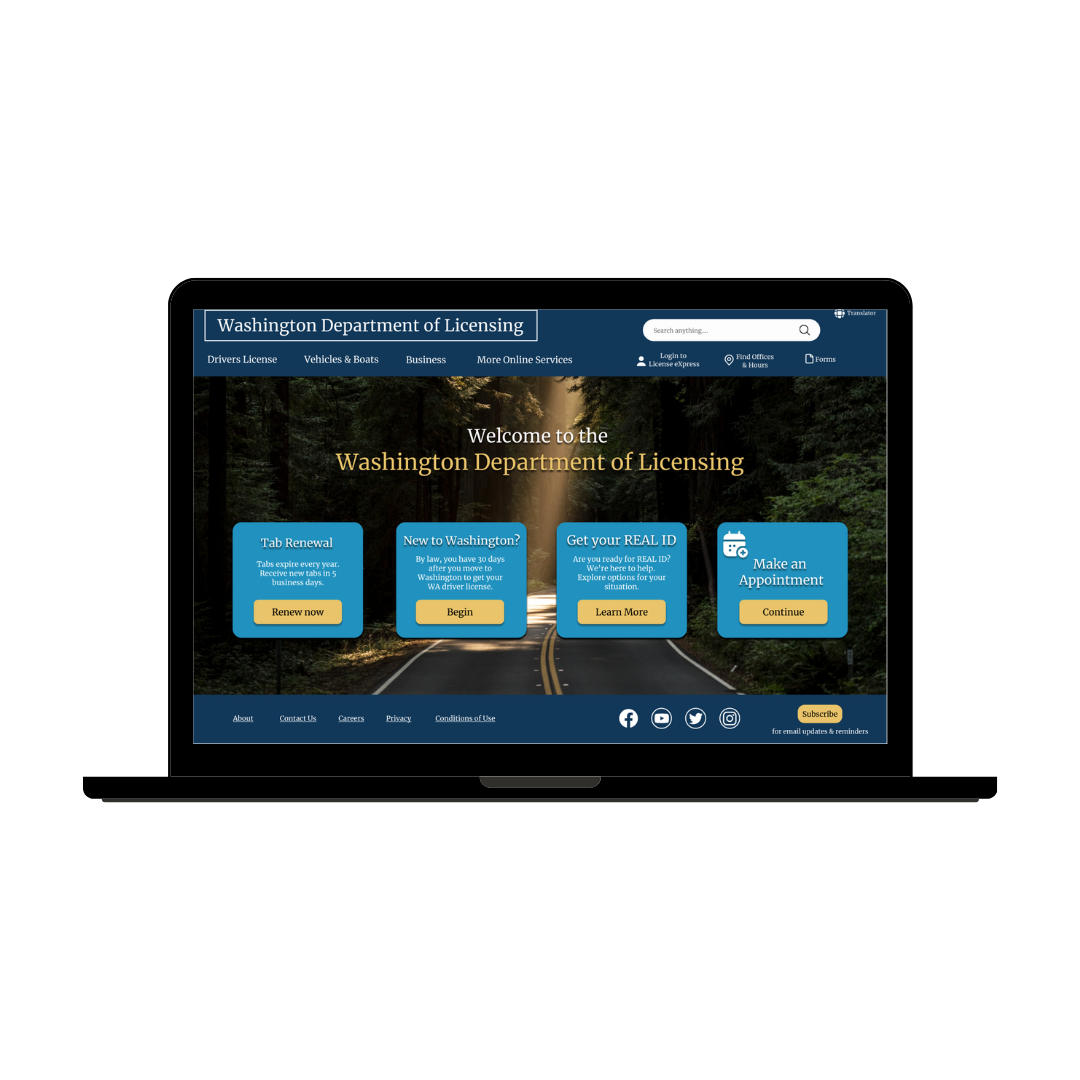 Translator
Washington Department of Licensing
Search anything...
Drivers License
Vehicles & Boats
Business
More Online Services
Login to
License eXpress
Find Offices
& Hours
Forms
Welcome to the
Washington Department of Licensing
Tab Renewal
Tabs expire every year.
Receive new tabs in 5
business days.
Renew now
New to Washington?
By law, you have 30 days
after you move to
Washington to get your
WA driver license.
Begin
Get your REAL ID
Are you ready for REAL ID?
We're here to help.
Explore options for your
situation.
Learn More
Make an
Appointment
Continue
About
Contact Us
Careers
Privacy
Conditions of Use
Subscribe
for email updates & reminders